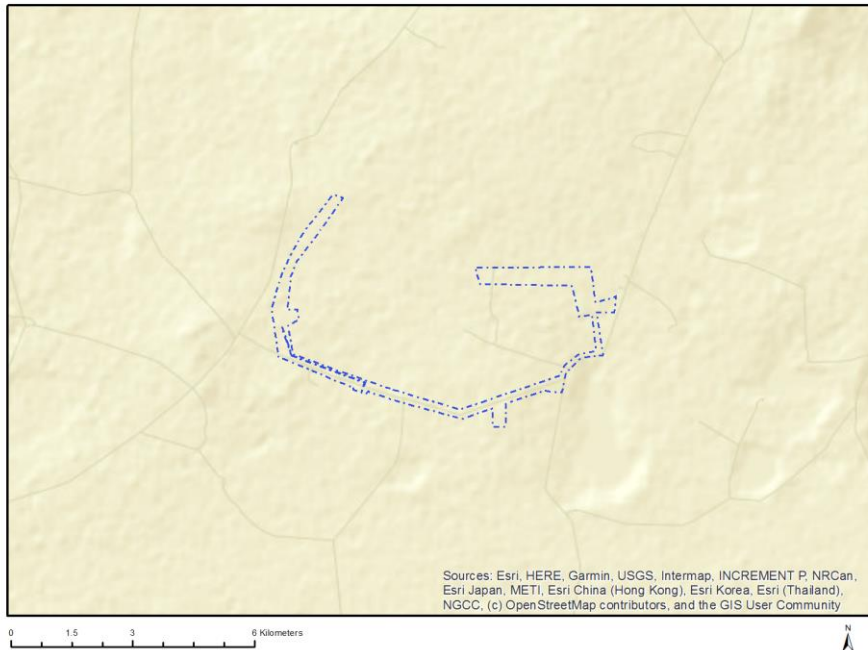 Sources: Esri, HERE, Garmin, USGS, Intermap, INCREMENT P, NRCan,
Esri Japan, METI, Esri China (Hong Kong), Esri Korea, Esri (Thailand),
NGCC, (c) OpenStreetMap contributors, and the GIS User Community
0 1.5 3 6 Kilometers
N